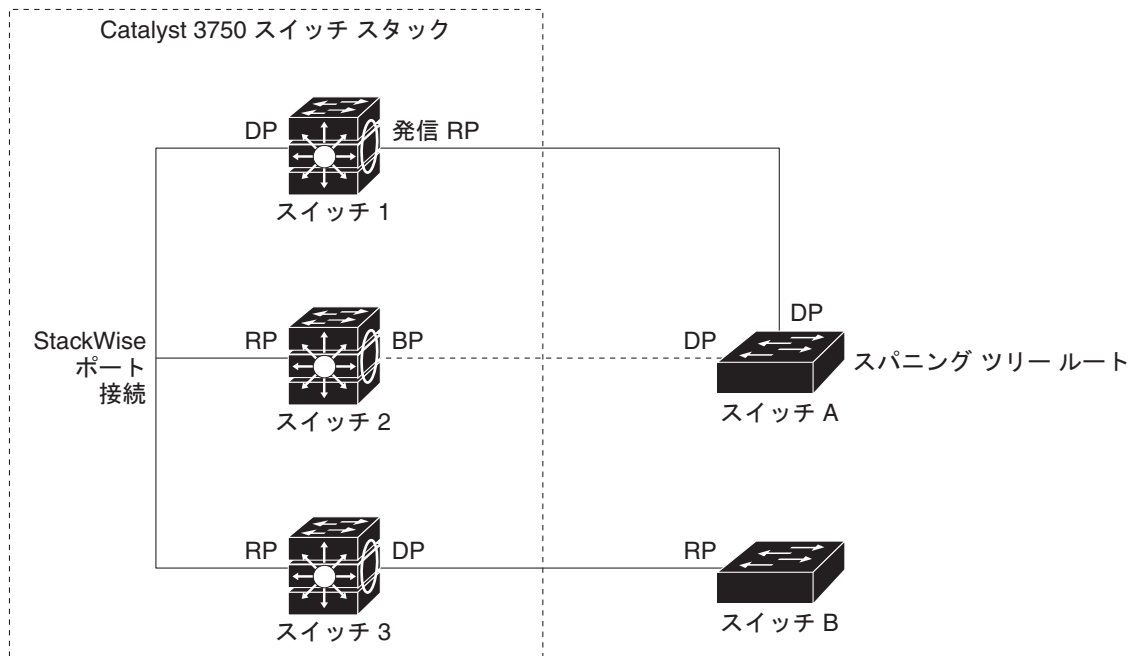 Catalyst 3750 スイッチ スタック
DP
発信 RP
スイッチ 1
StackWise
ポート
接続
RP
BP
スイッチ 2
DP
DP
スパニング ツリー ルート
スイッチ A
RP
DP
スイッチ 3
RP
スイッチ B